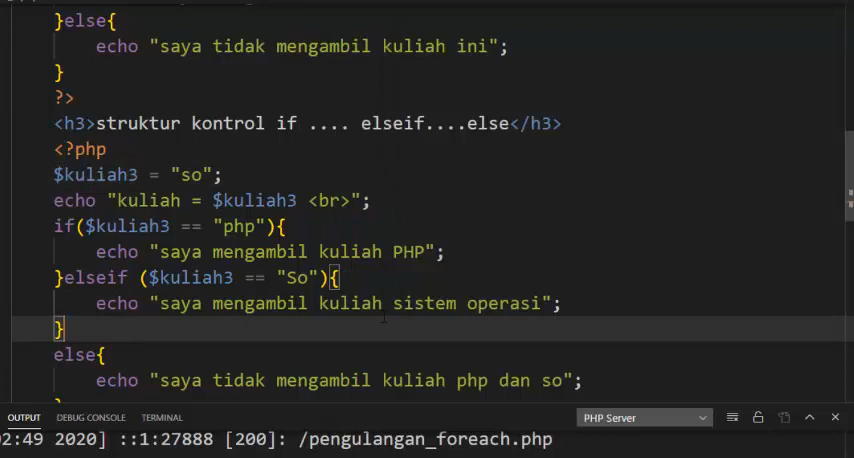 }else{
echo "saya tidak mengambil kuliah ini";
}
?>
<h3>struktur kontrol if .... elseif....else</h3>
<?php
$kuliah3 = "so";
echo "kuliah = $kuliah3 <br>";
if($kuliah3 == "php"){
echo "saya mengambil kuliah PHP";
}elseif ($kuliah3 == "So"){
echo "saya mengambil kuliah sistem operasi";
}
else{
echo "saya tidak mengambil kuliah php dan so";
OUTPUT DEBUG CONSOLE TERMINAL PHP Server
02:49 2020] ::1:27888 [200]: /pengulangan_foreach.php